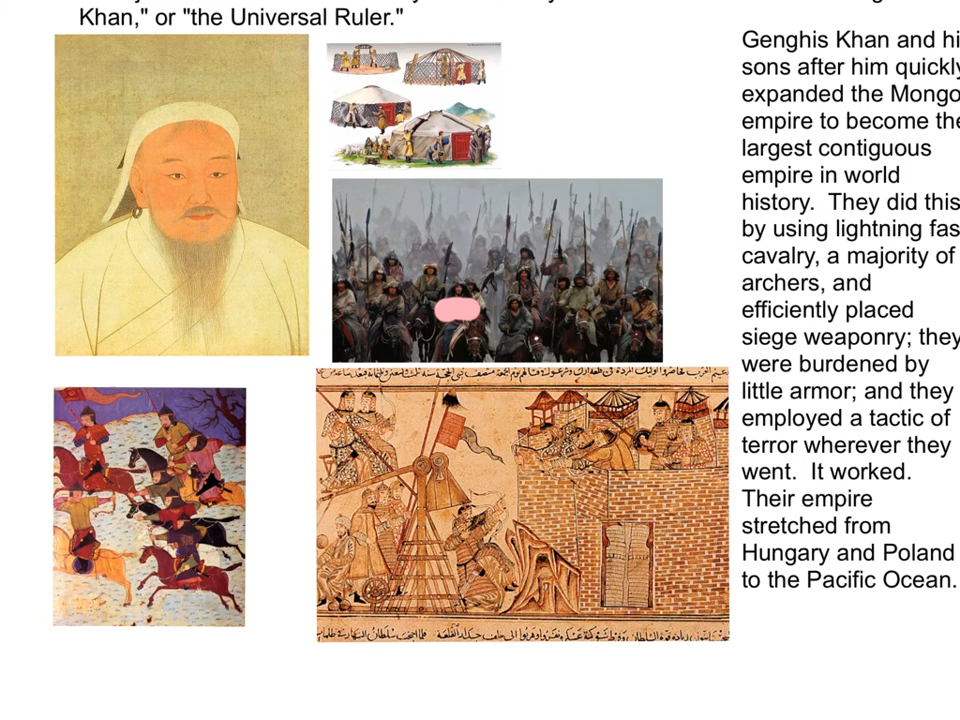 Khan," or "the Universal Ruler."
Genghis Khan and hi
sons after him quickly
expanded the Mongo
empire to become the
largest contiguous
empire in world
history.  They did this
by using lightning fas
cavalry, a majority of
archers, and
efficiently placed
siege weaponry; they
were burdened by
little armor; and they
employed a tactic of
terror wherever they
went.  It worked.
Their empire
stretched from
Hungary and Poland
to the Pacific Ocean.